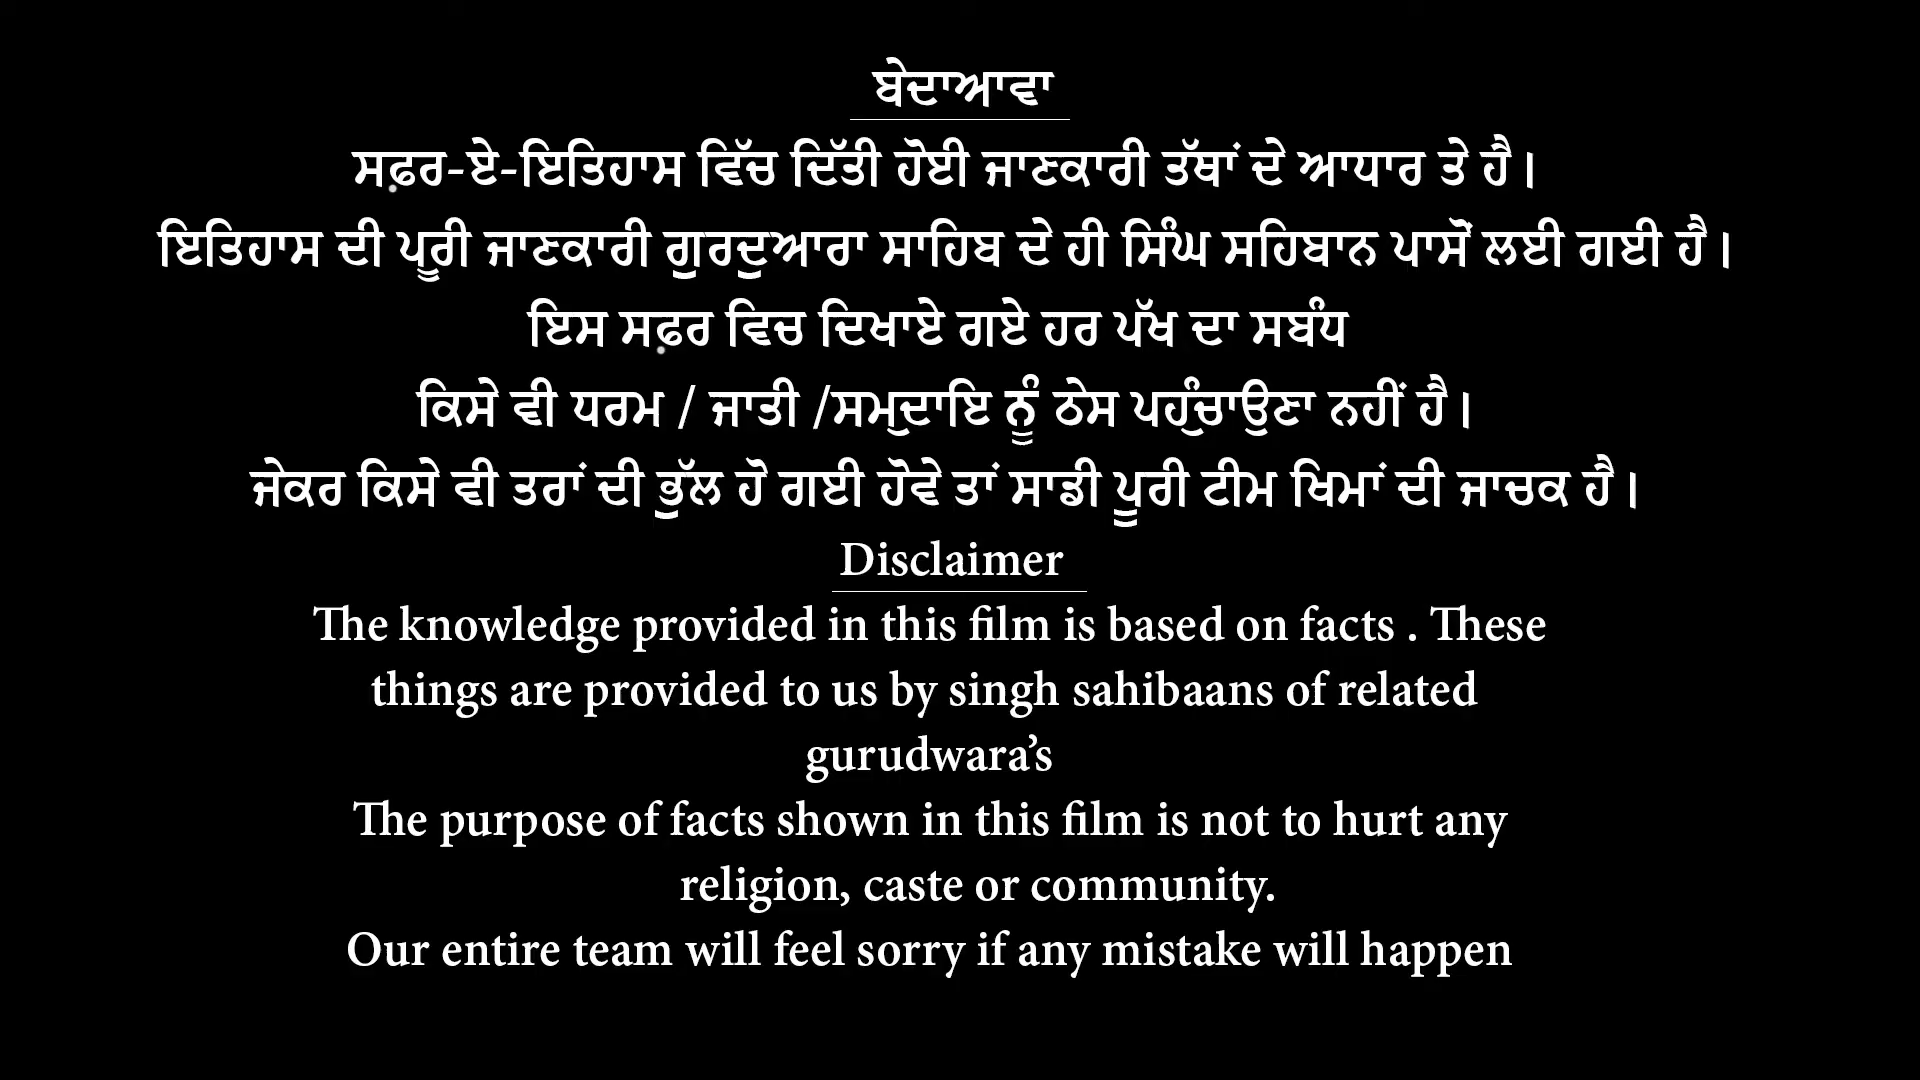 ਬੇਦਾਆਵਾ
ਸਫ਼ਰ-ਏ-ਇਤਿਹਾਸ ਵਿੱਚ ਦਿੱਤੀ ਹੋਈ ਜਾਣਕਾਰੀ ਤੱਥਾਂ ਦੇ ਆਧਾਰ ਤੇ ਹੈ।
ਇਤਿਹਾਸ ਦੀ ਪੂਰੀ ਜਾਣਕਾਰੀ ਗੁਰਦੁਆਰਾ ਸਾਹਿਬ ਦੇ ਹੀ ਸਿੰਘ ਸਹਿਬਾਨ ਪਾਸੋਂ ਲਈ ਗਈ ਹੈ।
ਇਸ ਸਫ਼ਰ ਵਿਚ ਦਿਖਾਏ ਗਏ ਹਰ ਪੱਖ ਦਾ ਸਬੰਧ
ਕਿਸੇ ਵੀ ਧਰਮ / ਜਾਤੀ /ਸਮੁਦਾਇ ਨੂੰ ਠੇਸ ਪਹੁੰਚਾਉਣਾ ਨਹੀਂ ਹੈ।
ਜੇਕਰ ਕਿਸੇ ਵੀ ਤਰਾਂ ਦੀ ਭੁੱਲ ਹੋ ਗਈ ਹੋਵੇ ਤਾਂ ਸਾਡੀ ਪੂਰੀ ਟੀਮ ਖਿਮਾਂ ਦੀ ਜਾਚਕ ਹੈ।
Disclaimer
The knowledge provided in this film is based on facts . These
things are provided to us by singh sahibaans of related
gurudwara’s
The purpose of facts shown in this film is not to hurt any
religion, caste or community.
Our entire team will feel sorry if any mistake will happen